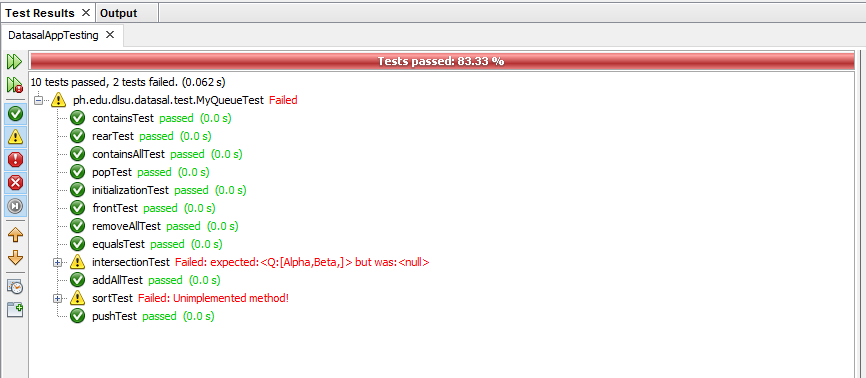 Test Results Output
DatasalAppTesting
Tests passed: 83.33 %
10 tests passed, 2 tests failed. (0.062 s)
ph.edu.dlsu.datasal.test.MyQueueTest Failed
containsTest passed (0.0 s)
rearTest passed (0.0 s)
containsAllTest passed (0.0 s)
popTest passed (0.0 s)
initializationTest passed (0.0 s)
frontTest passed (0.0 s)
removeAllTest passed (0.0 s)
equalsTest passed (0.0 s)
intersectionTest Failed: expected:<Q:[Alpha,Beta,]> but was:<null>
addAllTest passed (0.0 s)
sortTest Failed: Unimplemented method!
pushTest passed (0.0 s)